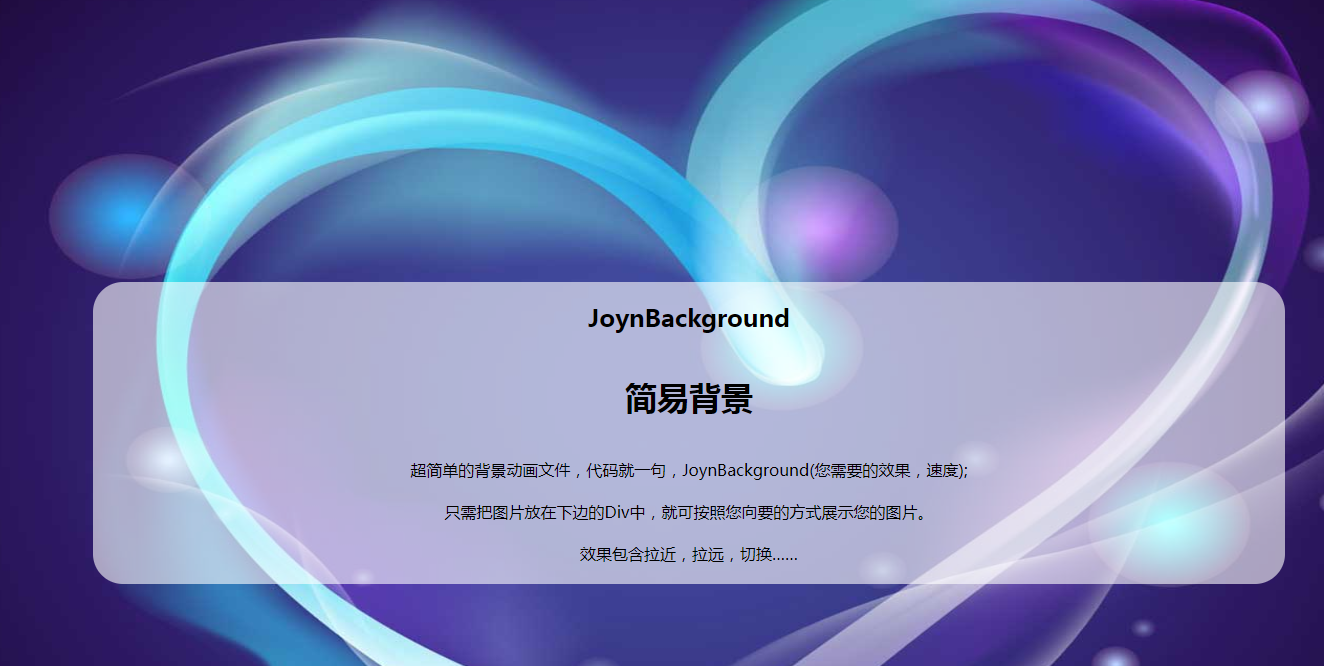 JoynBackground
简易背景
超简单的背景动画文件，代码就一句，JoynBackground(您需要的效果，速度);
只需把图片放在下边的Div中，就可按照您向要的方式展示您的图片。
效果包含拉近，拉远，切换……